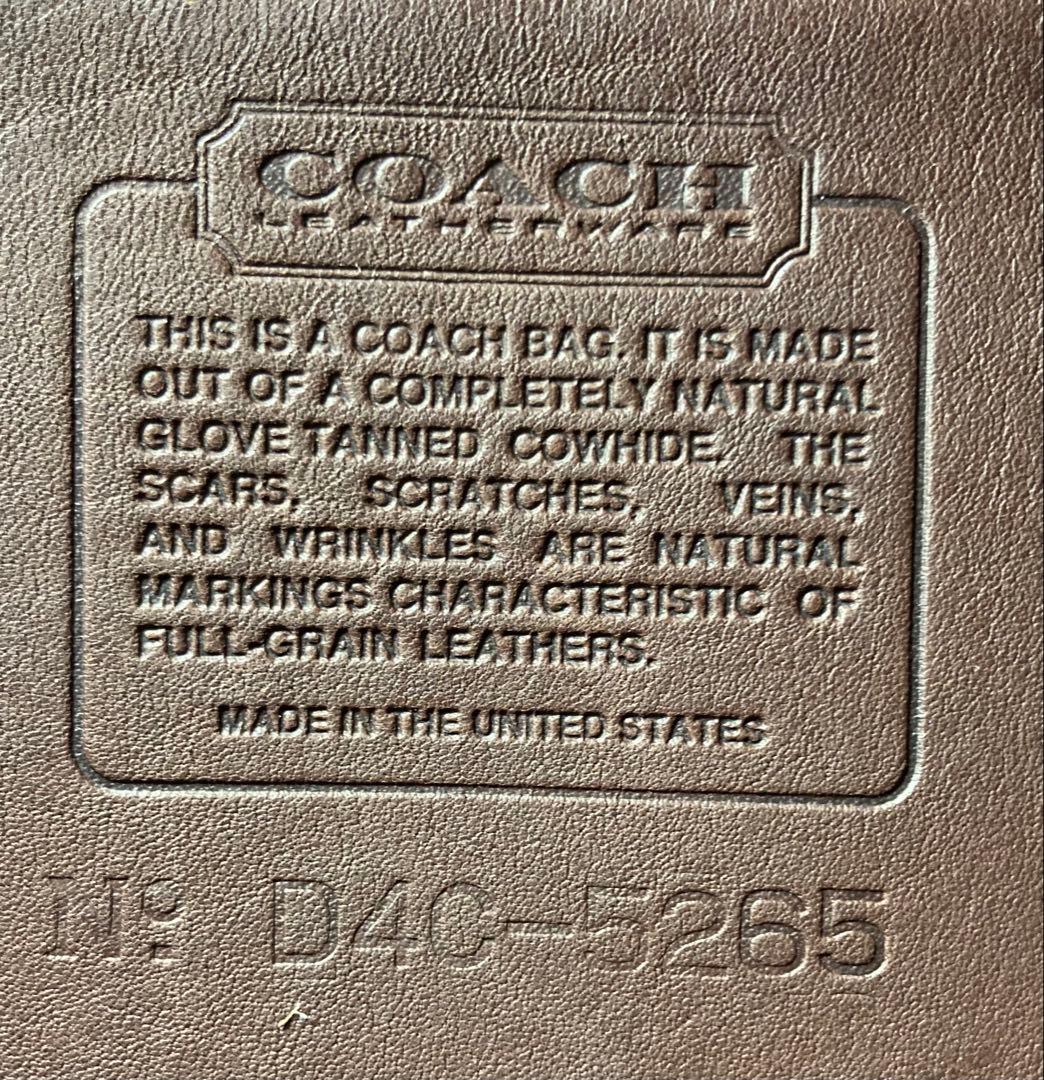 COACH
LEATHERWARE
THIS IS A COACH BAG. IT IS MADE
OUT OF A COMPLETELY NATURAL
GLOVE TANNED COWHIDE. THE
SCARS, SCRATCHES, VEINS,
AND WRINKLES ARE NATURAL
MARKINGS CHARACTERISTIC OF
FULL-GRAIN LEATHERS.
MADE IN THE UNITED STATES
Nº D4C-5265